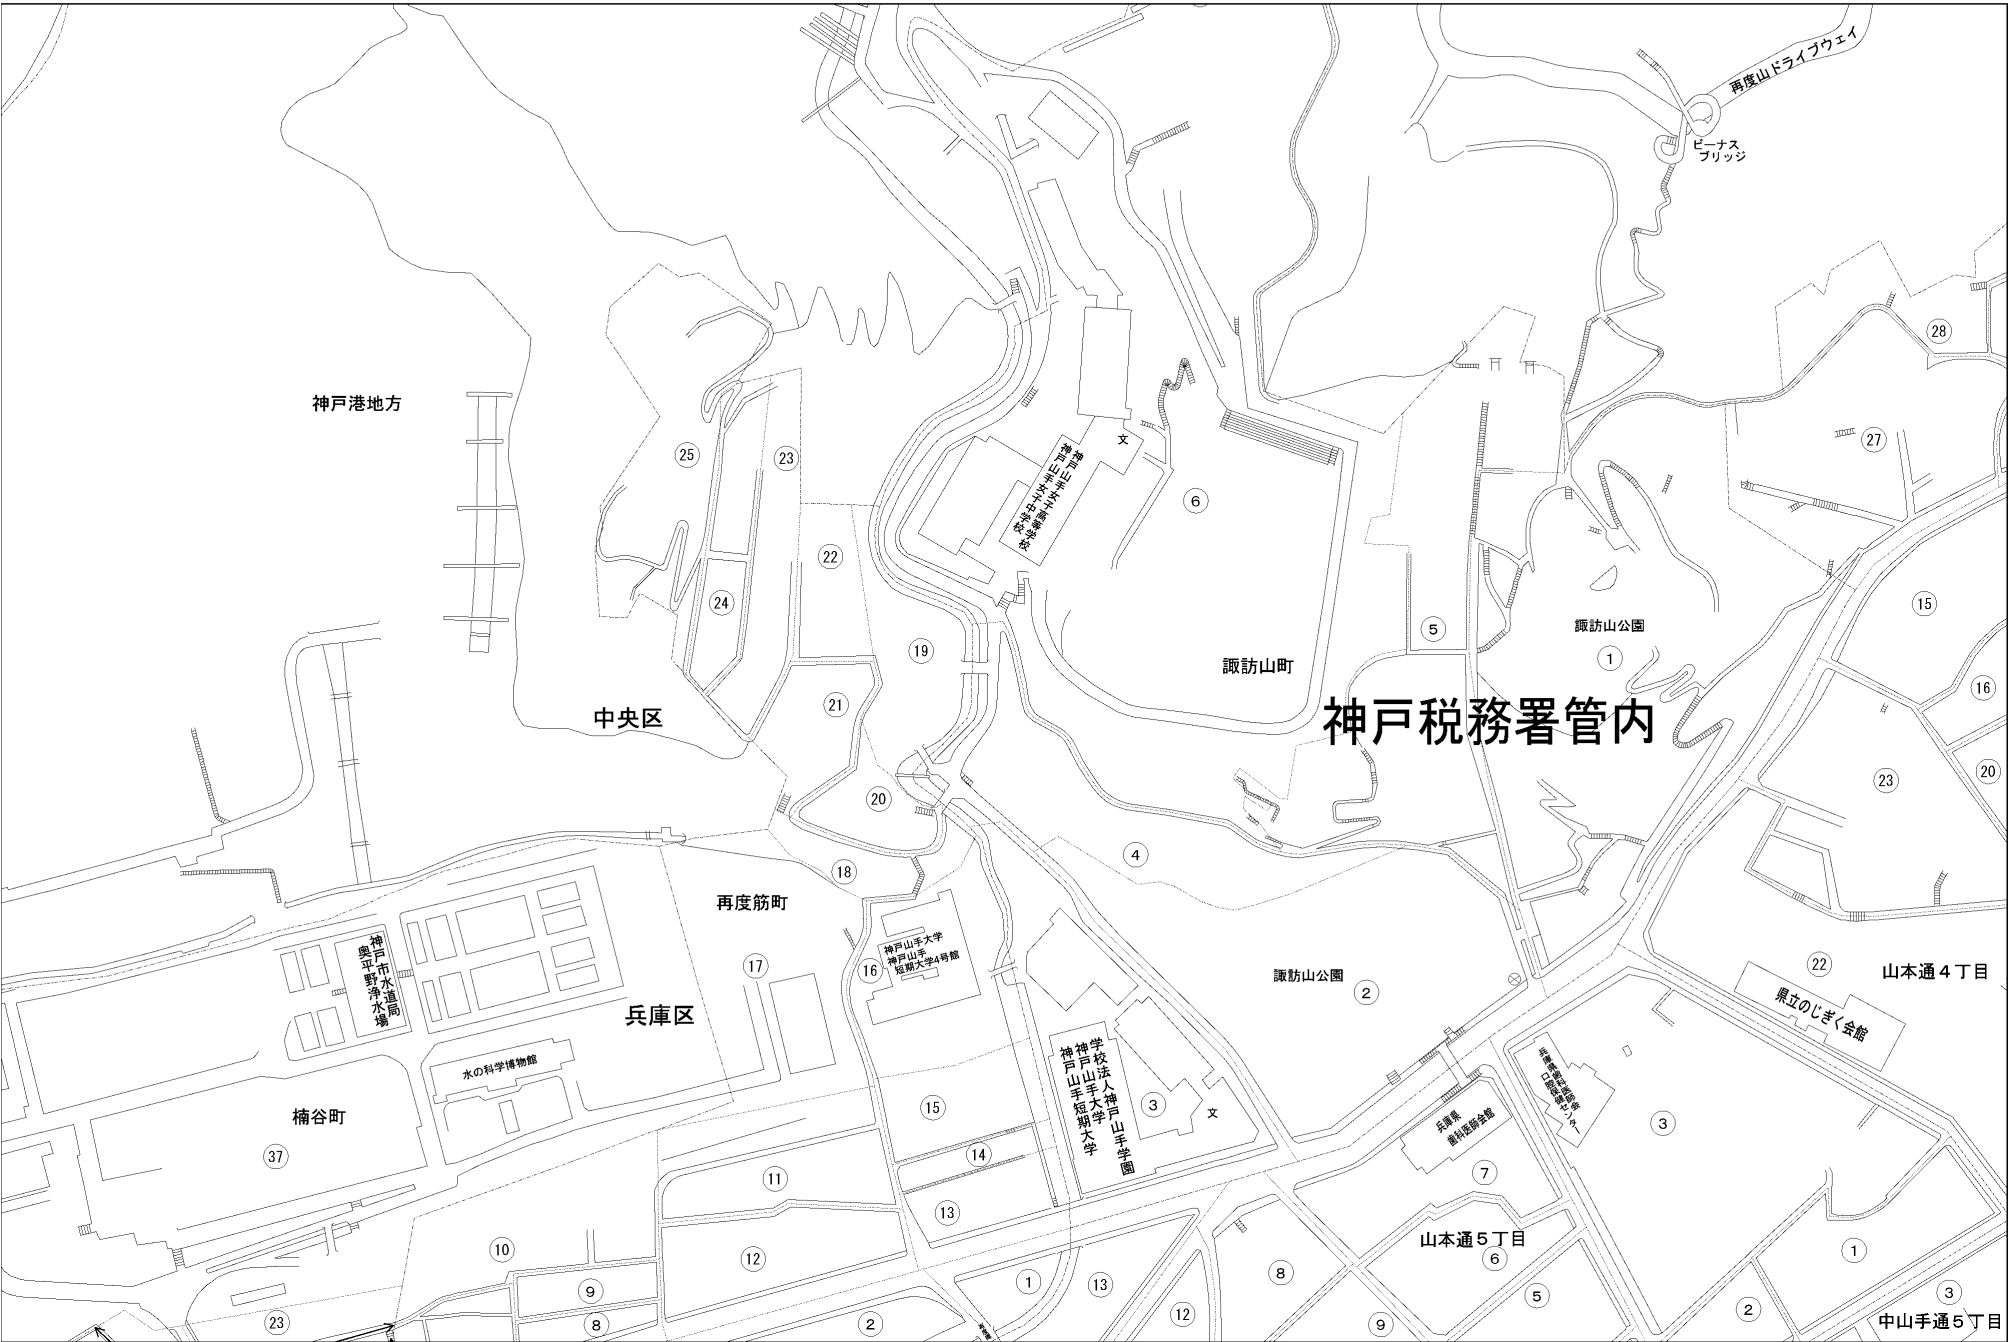 再度山ドライブウェイ
ビーナス
ブリッジ
28
神戸港地方
25
23
27
文
神戸山手女子高等学校
神戸山手女子中学校
6
22
24
15
5
諏訪山公園
1
19
諏訪山町
16
21
中央区
神戸税務署管内
20
23
20
4
18
再度筋町
神戸山手大学
神戸山手
短期大学4号館
16
17
神戸市水道局
奥平野浄水場
諏訪山公園
2
22
山本通4丁目
県立のじぎく会館
兵庫区
水の科学博物館
学校法人神戸山手学園
神戸山手大学
神戸山手短期大学
3
文
兵庫県歯科医師会
口腔保健センター
兵庫県
歯科医師会館
3
楠谷町
37
15
14
11
7
13
山本通5丁目
6
10
12
1
9
1
13
8
5
3
23
8
2
12
9
2
中山手通5丁目